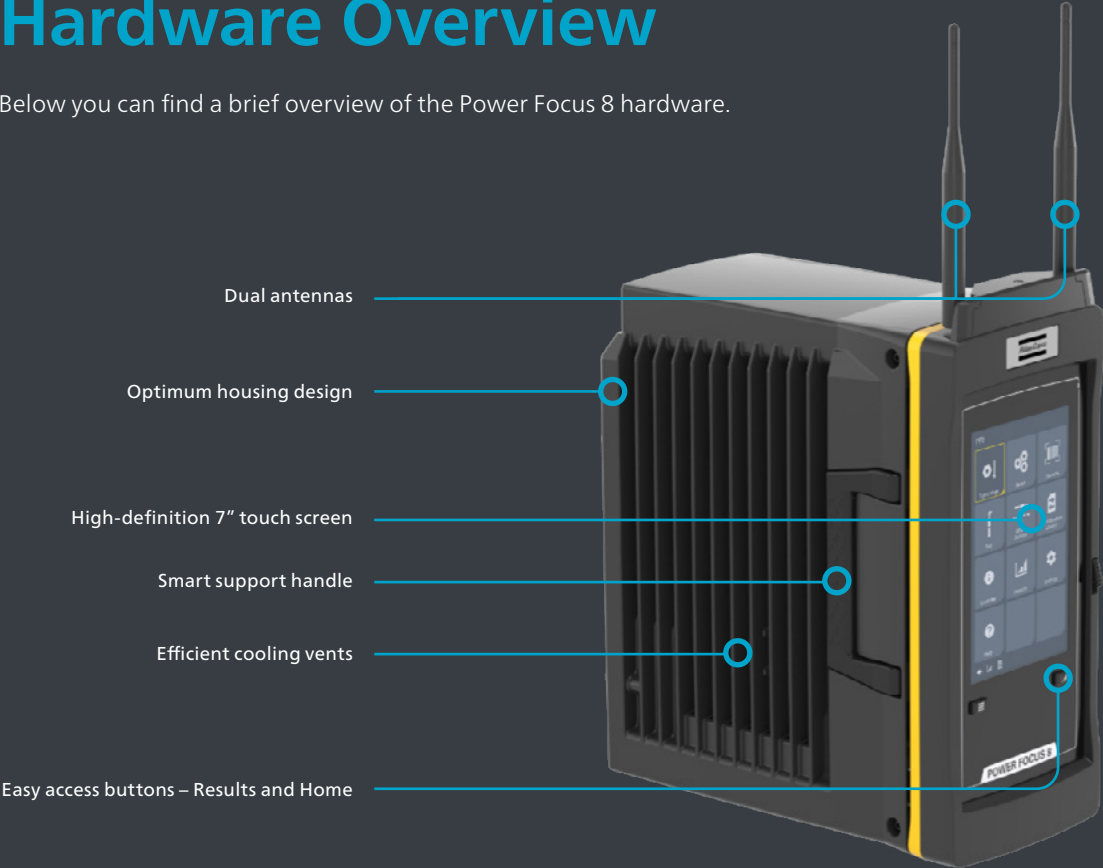 Hardware Overview
Below you can find a brief overview of the Power Focus 8 hardware.
Dual antennas
Optimum housing design
High-definition 7” touch screen
Smart support handle
Efficient cooling vents
Easy access buttons – Results and Home
POWER FOCUS 8